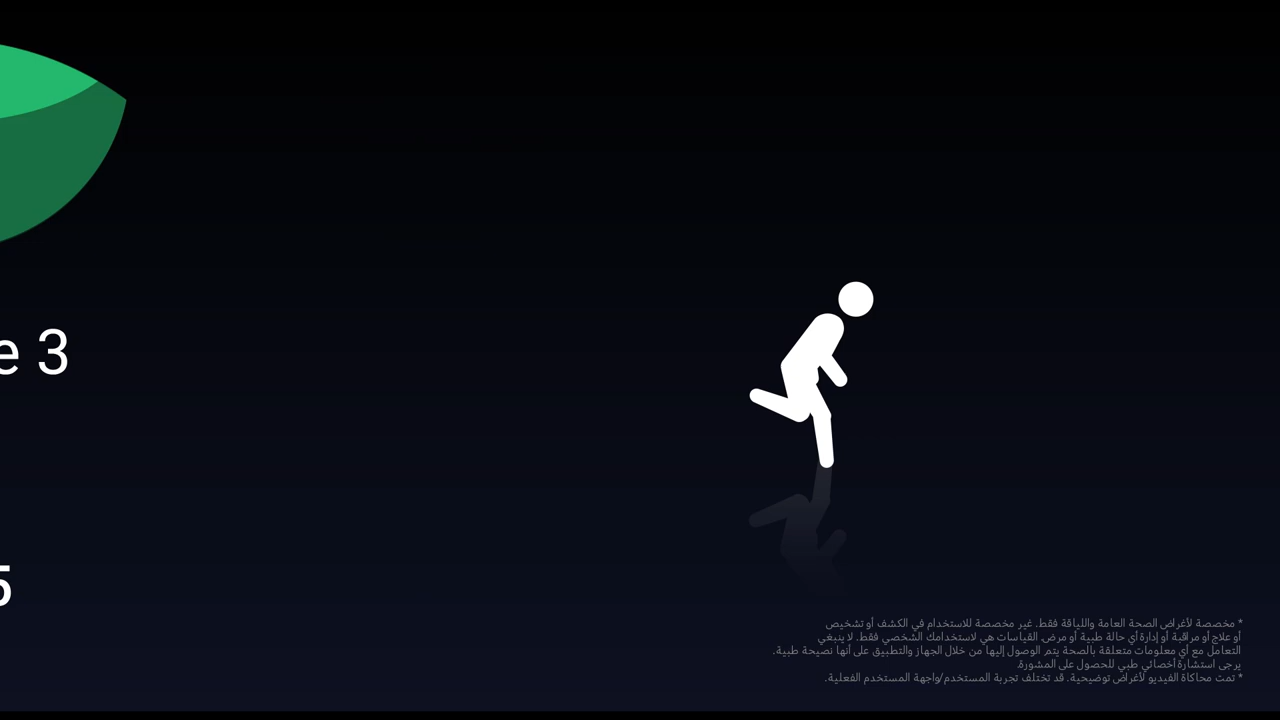 e 3
5
* مخصصة لأغراض الصحة العامة واللياقة فقط. غير مخصصة للاستخدام في الكشف أو تشخيص
أو علاج أو مراقبة أو إدارة أي حالة طبية أو مرض. القياسات هي لاستخدامك الشخصي فقط. لا ينبغي
التعامل مع أي معلومات متعلقة بالصحة يتم الوصول إليها من خلال الجهاز والتطبيق على أنها نصيحة طبية.
يرجى استشارة أخصائي طبي للحصول على المشورة.
* تمت محاكاة الفيديو لأغراض توضيحية. قد تختلف تجربة المستخدم/واجهة المستخدم الفعلية.